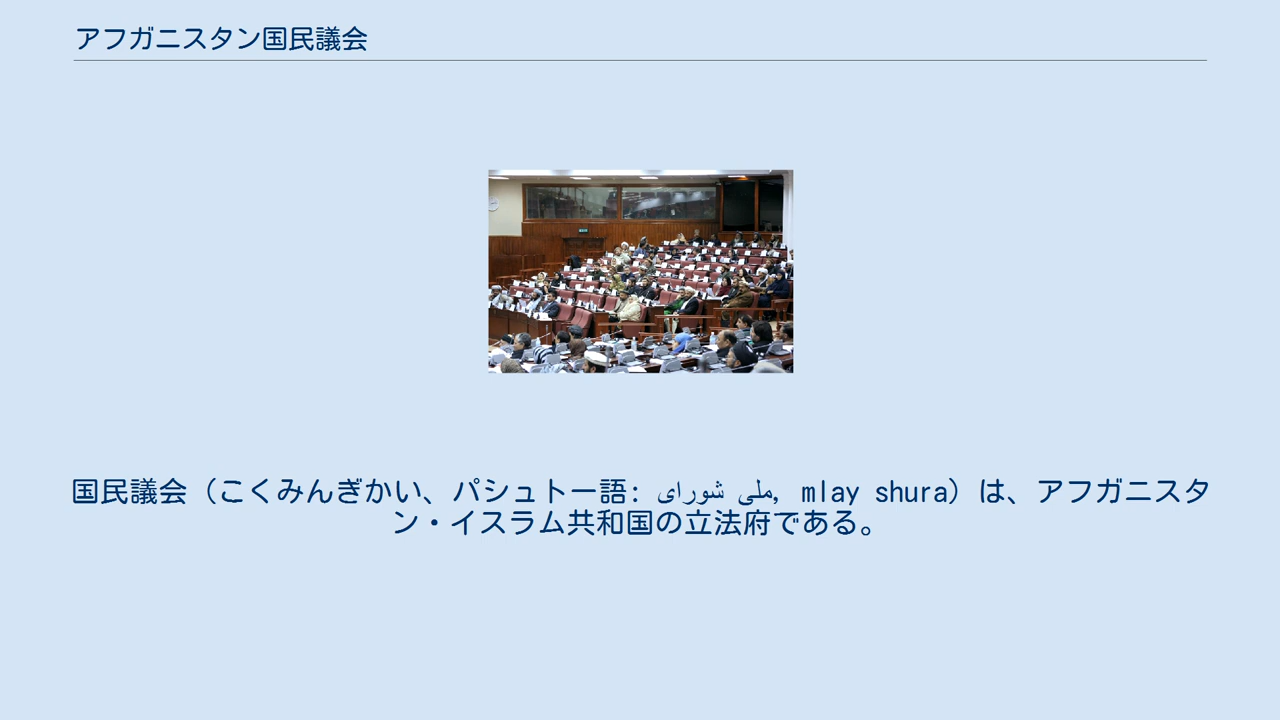 アフガニスタン国民議会
国民議会（こくみんぎかい、パシュトー語: ملی شورای, mlay shura）は、アフガニスタ
ン・イスラム共和国の立法府である。